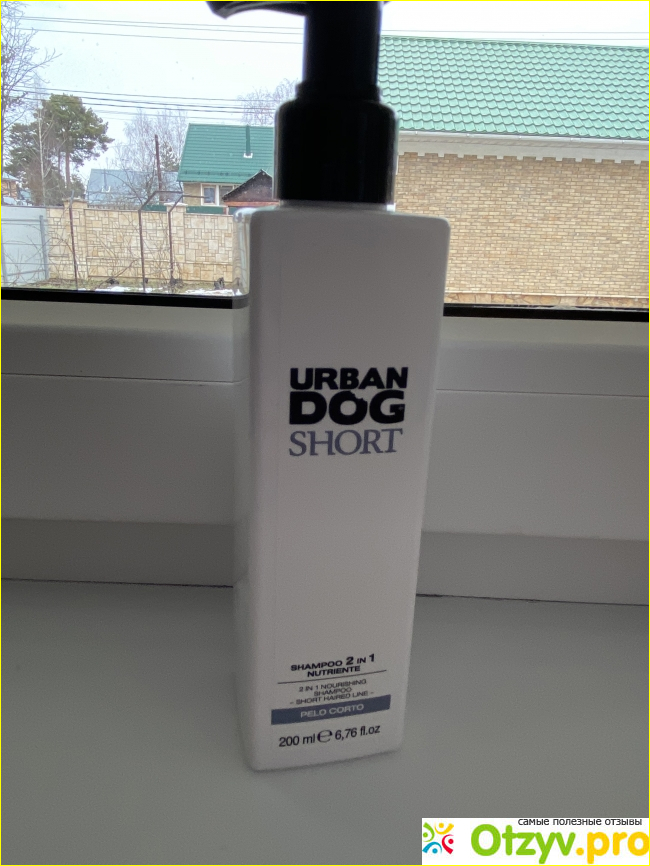 URBAN
DOG
SHORT
SHAMPOO 2 IN 1
NUTRIENTE
2 IN 1 NOURISHING
SHAMPOO
- SHORT HAIRED LINE -
PELO CORTO
200 ml ℮ 6,76 fl.oz
самые полезные отзывы
Otzyv.pro